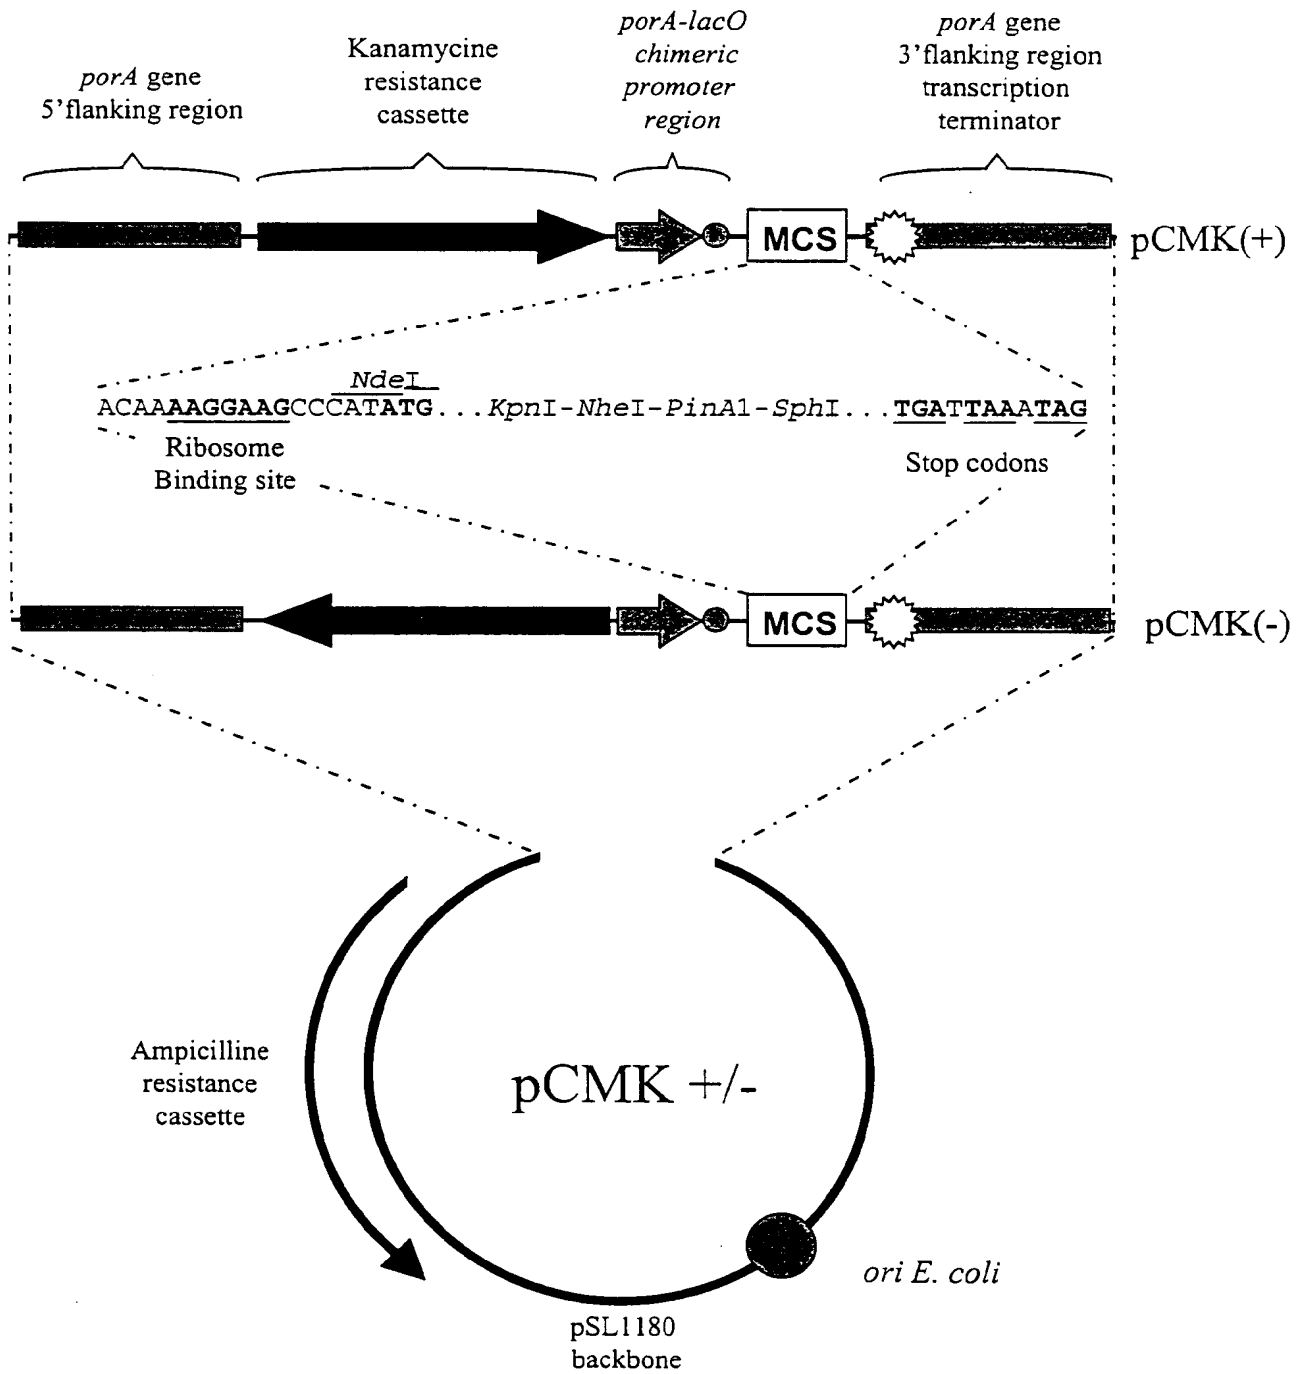 porA gene
5'flanking region
Kanamycine
resistance
cassette
porA-lacO
chimeric
promoter
region
porA gene
3'flanking region
transcription
terminator
MCS
pCMK(+)
NdeI
ACAAAAGGAAGCCCATATG...KpnI-NheI-PinA1-SphI...TGATTAAATAG
Ribosome
Binding site
Stop codons
MCS
pCMK(-)
Ampicilline
resistance
cassette
pCMK +/-
ori E. coli
pSL1180
backbone